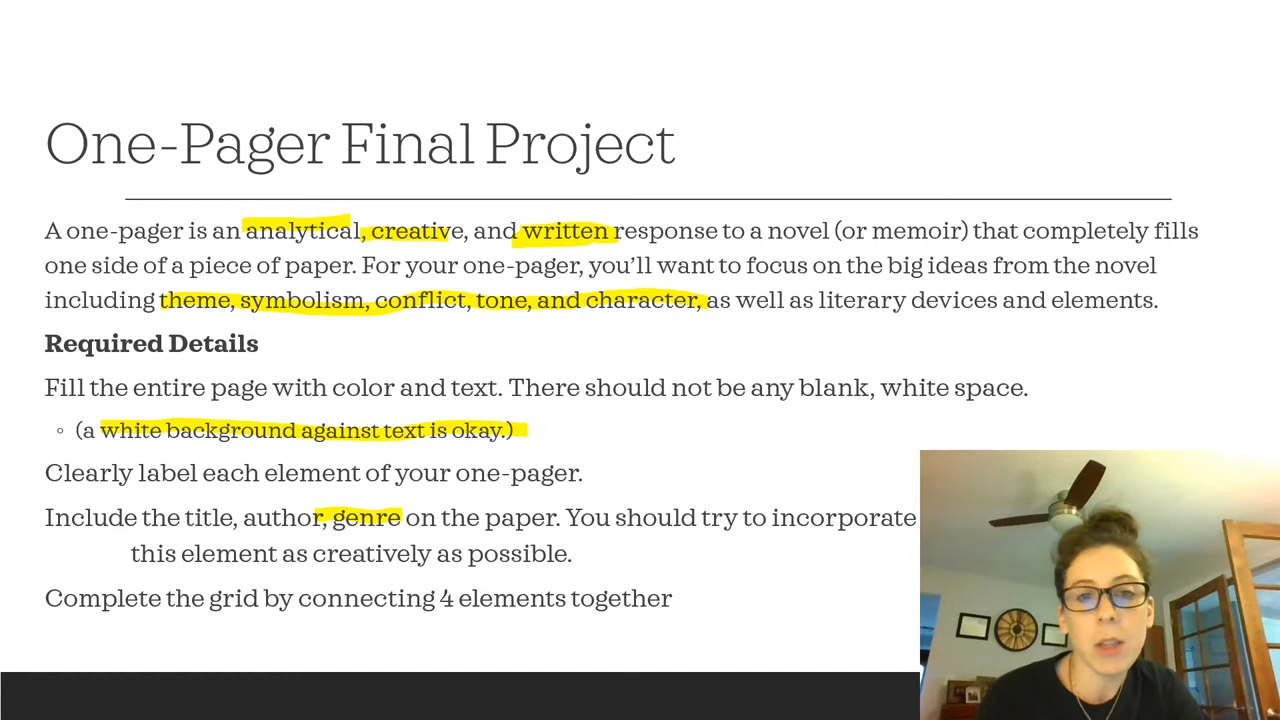 One-Pager Final Project
A one-pager is an analytical, creative, and written response to a novel (or memoir) that completely fills
one side of a piece of paper. For your one-pager, you’ll want to focus on the big ideas from the novel
including theme, symbolism, conflict, tone, and character, as well as literary devices and elements.
Required Details
Fill the entire page with color and text. There should not be any blank, white space.
◦ (a white background against text is okay.)
Clearly label each element of your one-pager.
Include the title, author, genre on the paper. You should try to incorporate
this element as creatively as possible.
Complete the grid by connecting 4 elements together